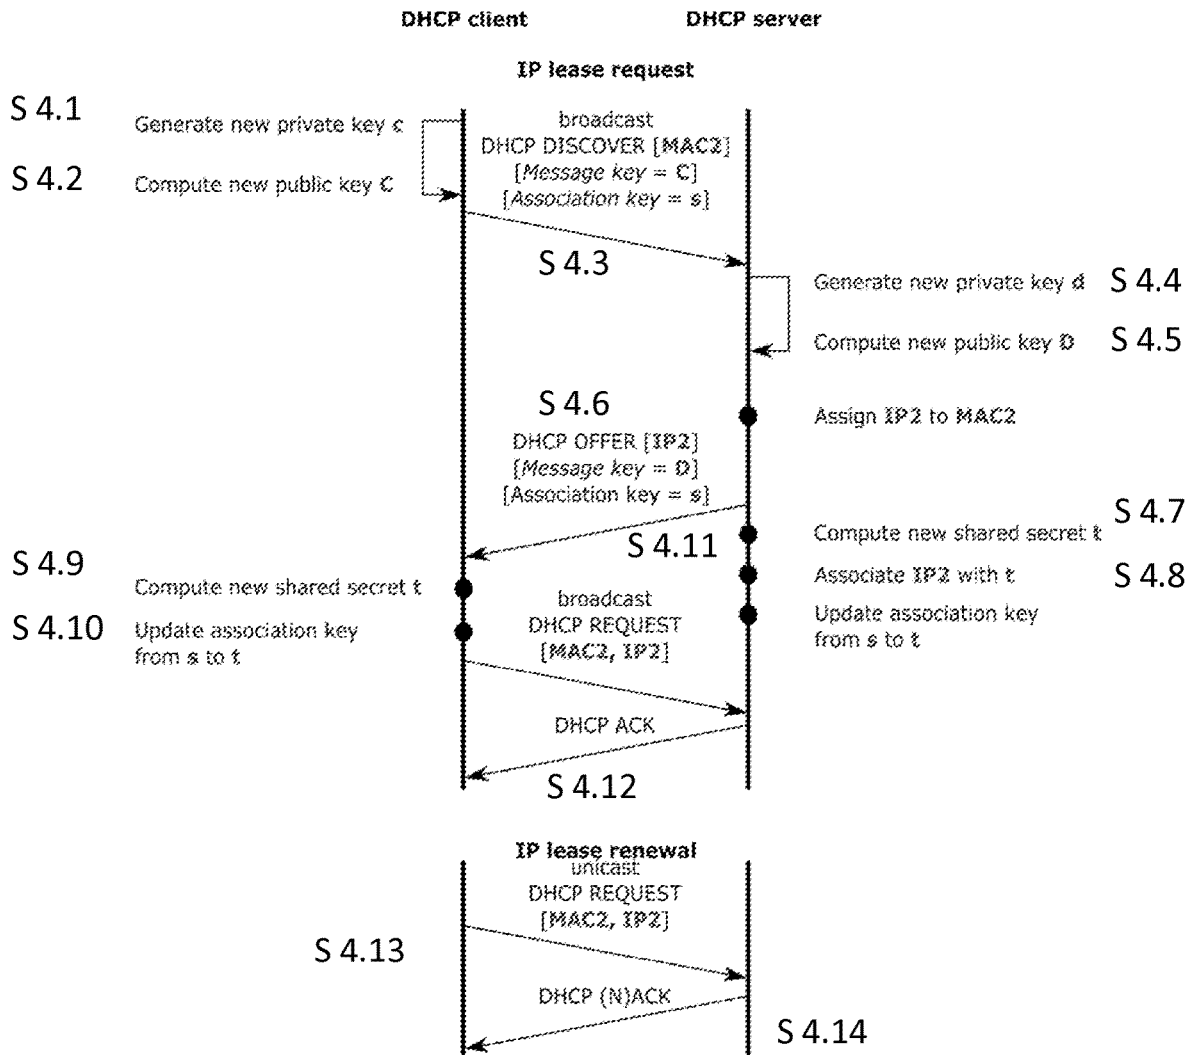 DHCP client
DHCP server
IP lease request
S 4.1
Generate new private key c
broadcast
DHCP DISCOVER [MAC2]
[Message key = C]
[Association key = s]
S 4.2
Compute new public key C
S 4.3
Generate new private key d
S 4.4
Compute new public key D
S 4.5
S 4.6
Assign IP2 to MAC2
DHCP OFFER [IP2]
[Message key = D]
[Association key = s]
S 4.7
Compute new shared secret t
S 4.11
S 4.9
Compute new shared secret t
Associate IP2 with t
S 4.8
broadcast
DHCP REQUEST
[MAC2, IP2]
S 4.10
Update association key
from s to t
Update association key
from s to t
DHCP ACK
S 4.12
IP lease renewal
unicast
DHCP REQUEST
[MAC2, IP2]
S 4.13
DHCP (N)ACK
S 4.14